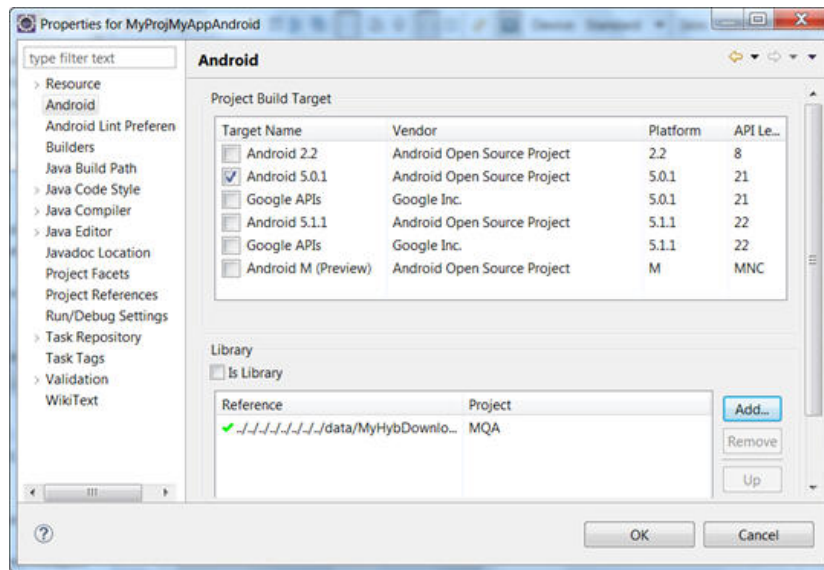 Properties for MyProjMyAppAndroid
type filter text
Resource
Android
Android Lint Preferen
Builders
Java Build Path
Java Code Style
Java Compiler
Java Editor
Javadoc Location
Project Facets
Project References
Run/Debug Settings
Task Repository
Task Tags
Validation
WikiText
Android
Project Build Target
Target Name Vendor Platform API Le...
Android 2.2 Android Open Source Project 2.2 8
Android 5.0.1 Android Open Source Project 5.0.1 21
Google APIs Google Inc. 5.0.1 21
Android 5.1.1 Android Open Source Project 5.1.1 22
Google APIs Google Inc. 5.1.1 22
Android M (Preview) Android Open Source Project M MNC
Library
Is Library
Reference Project
../../../../../../../../data/MyHybDownlo... MQA
Add...
Remove
Up
OK Cancel